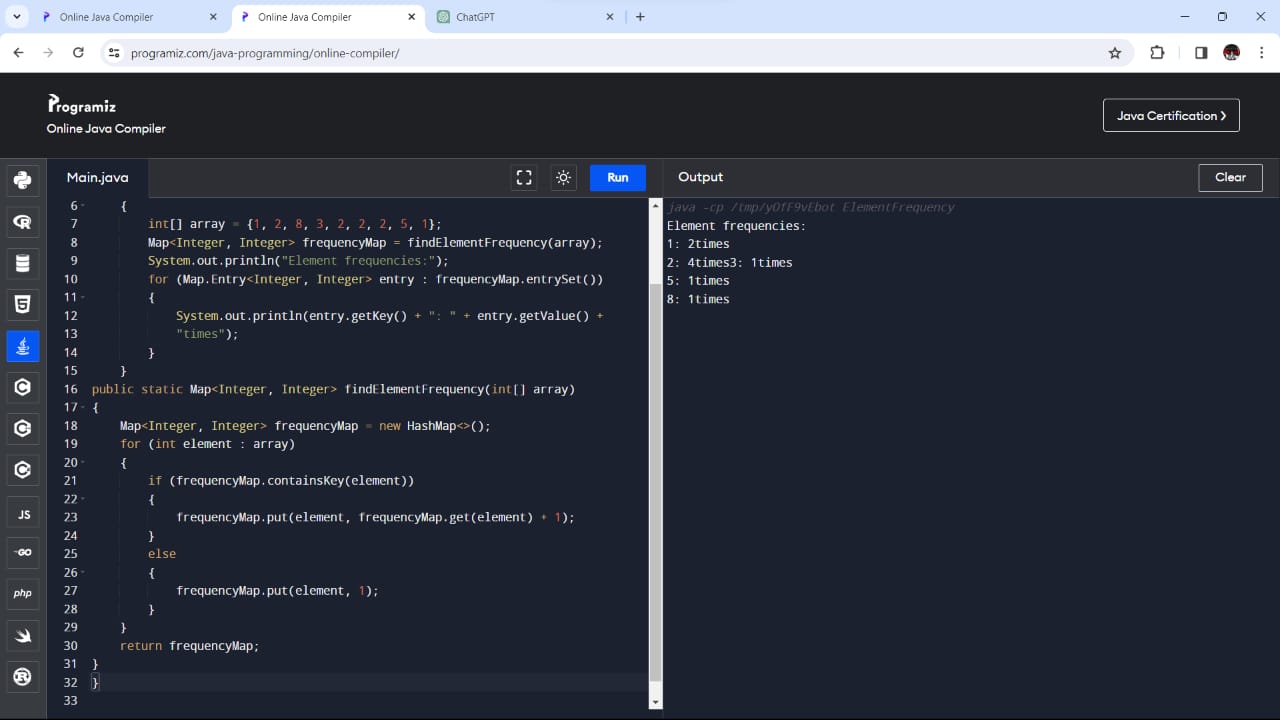 Online Java Compiler
Online Java Compiler
ChatGPT
programiz.com/java-programming/online-compiler/
Programiz
Online Java Compiler
Java Certification
Main.java
Run
Output
Clear
6 {
7 int[] array = {1, 2, 8, 3, 2, 2, 2, 5, 1};
8 Map<Integer, Integer> frequencyMap = findElementFrequency(array);
9 System.out.println("Element frequencies:");
10 for (Map.Entry<Integer, Integer> entry : frequencyMap.entrySet())
11 {
12 System.out.println(entry.getKey() + ": " + entry.getValue() +
13 "times");
14 }
15 }
16 public static Map<Integer, Integer> findElementFrequency(int[] array)
17 {
18 Map<Integer, Integer> frequencyMap = new HashMap<>();
19 for (int element : array)
20 {
21 if (frequencyMap.containsKey(element))
22 {
23 frequencyMap.put(element, frequencyMap.get(element) + 1);
24 }
25 else
26 {
27 frequencyMap.put(element, 1);
28 }
29 }
30 return frequencyMap;
31 }
32 }
33
java -cp /tmp/yOfF9vEbot ElementFrequency
Element frequencies:
1: 2times
2: 4times3: 1times
5: 1times
8: 1times
JS
GO
php